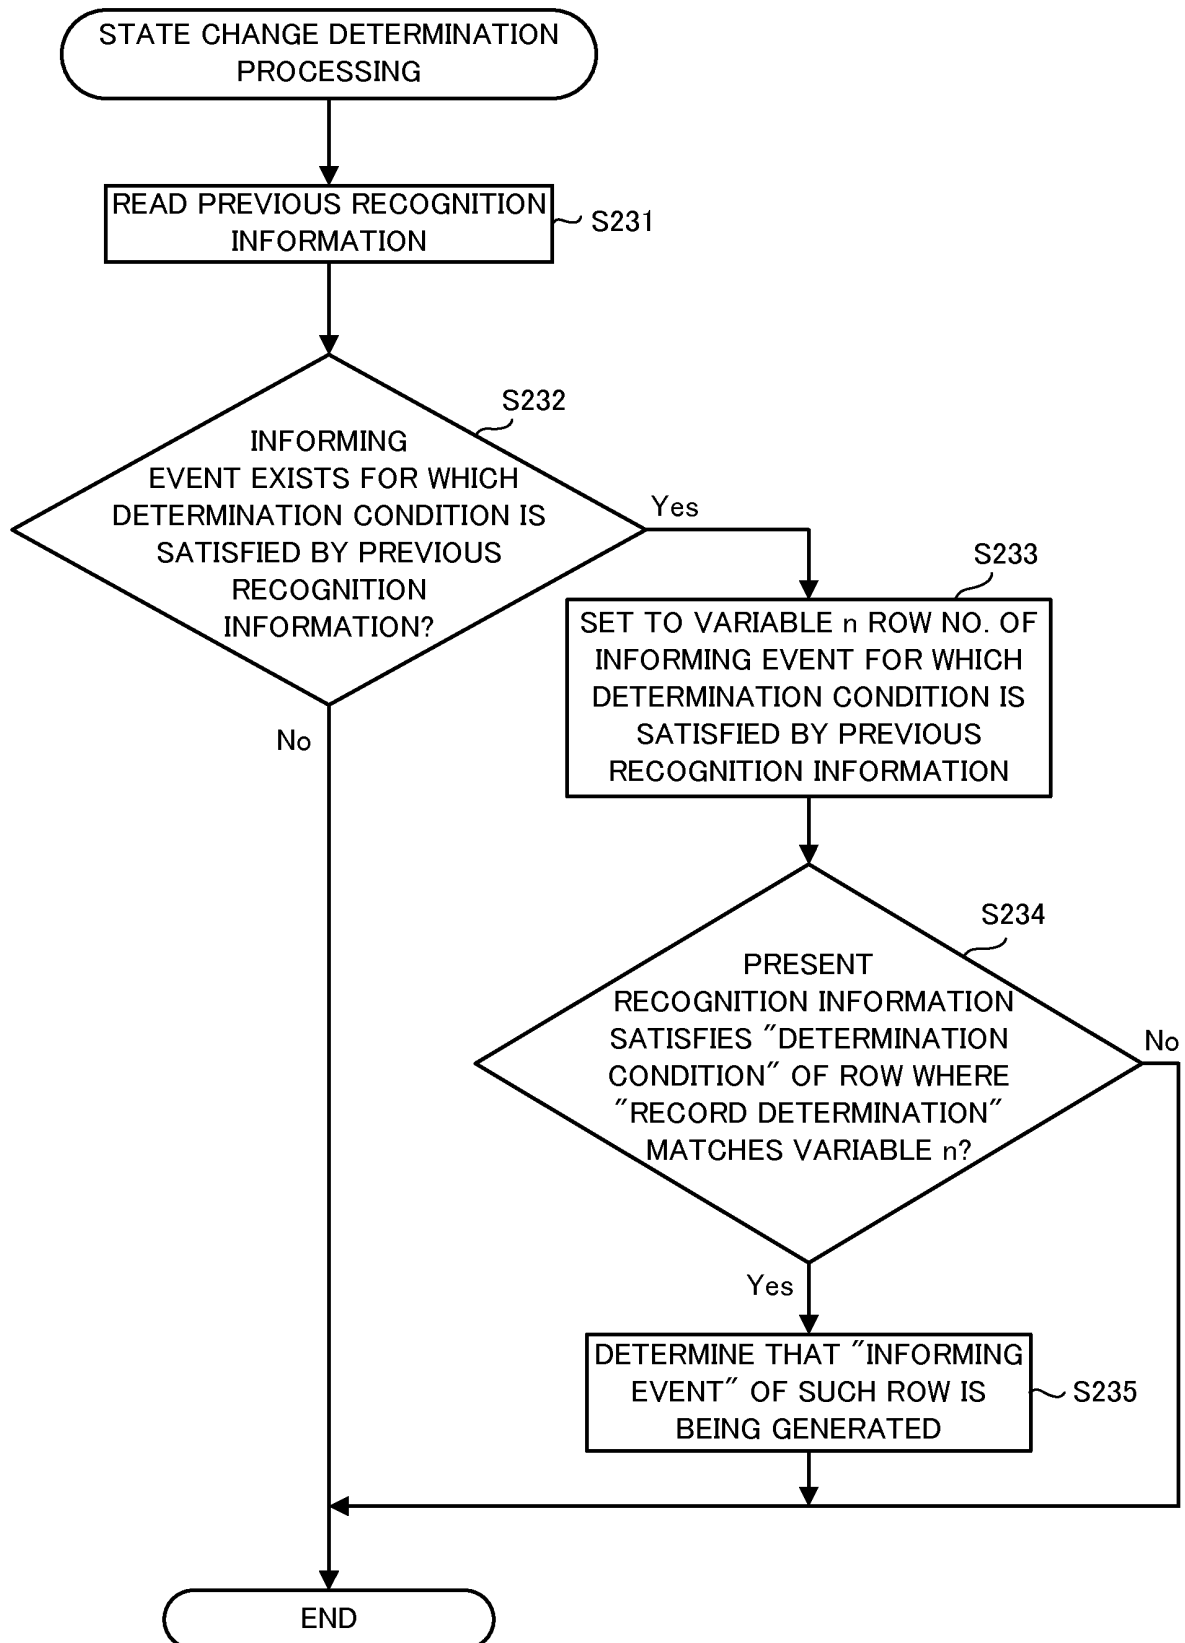 STATE CHANGE DETERMINATION
PROCESSING
READ PREVIOUS RECOGNITION
INFORMATION
S231
S232
INFORMING
EVENT EXISTS FOR WHICH
DETERMINATION CONDITION IS
SATISFIED BY PREVIOUS
RECOGNITION
INFORMATION?
Yes
No
S233
SET TO VARIABLE n ROW NO. OF
INFORMING EVENT FOR WHICH
DETERMINATION CONDITION IS
SATISFIED BY PREVIOUS
RECOGNITION INFORMATION
S234
PRESENT
RECOGNITION INFORMATION
SATISFIES "DETERMINATION
CONDITION" OF ROW WHERE
"RECORD DETERMINATION"
MATCHES VARIABLE n?
No
Yes
DETERMINE THAT "INFORMING
EVENT" OF SUCH ROW IS
BEING GENERATED
S235
END